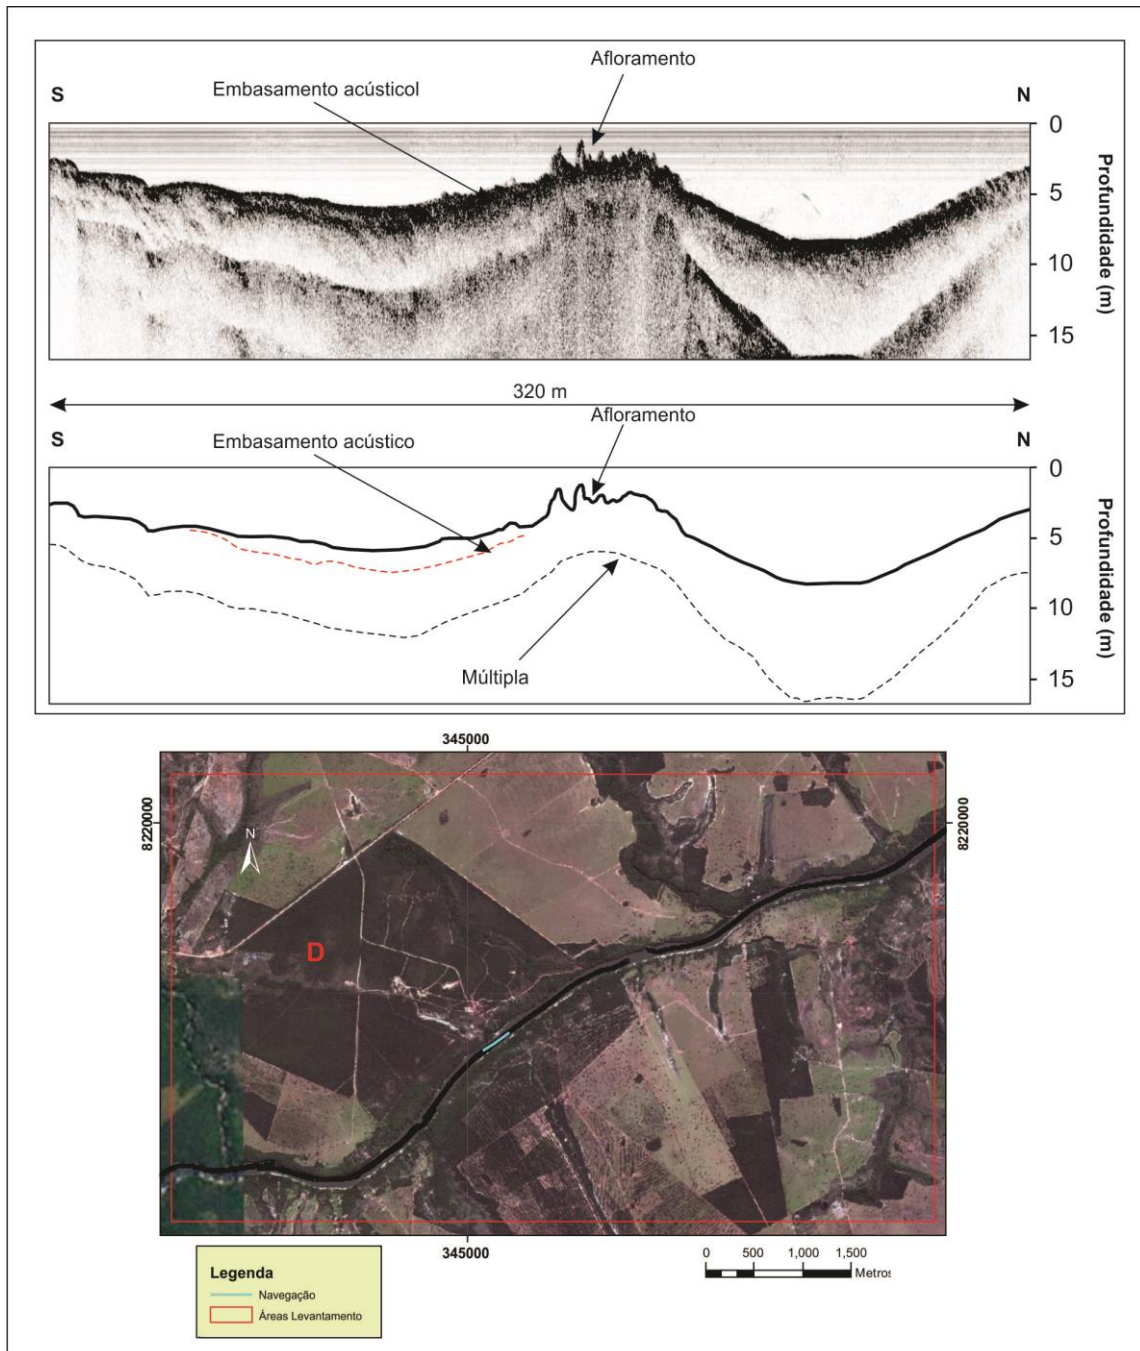 Afloramento
Embasamento acústicol
S
N
0
5
10
15
Profundidade (m)
320 m
Afloramento
S
Embasamento acústico
N
0
5
10
15
Profundidade (m)
Múltipla
345000
8220000
8220000
N
D
345000
0 500 1,000 1,500
Metros
Legenda
Navegação
Áreas Levantamento